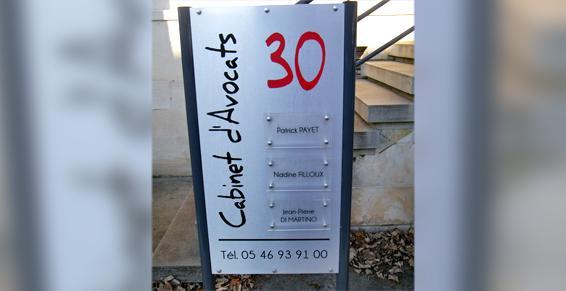 Cabinet d'Avocats
30
Patrick PAYET
Nadine FILLOUX
Jean-Pierre
DI MARTINO
Tél. 05 46 93 91 00